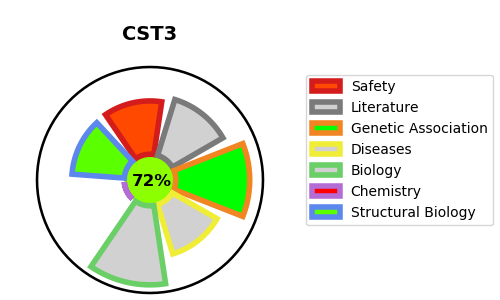 CST3
72%
Safety
Literature
Genetic Association
Diseases
Biology
Chemistry
Structural Biology